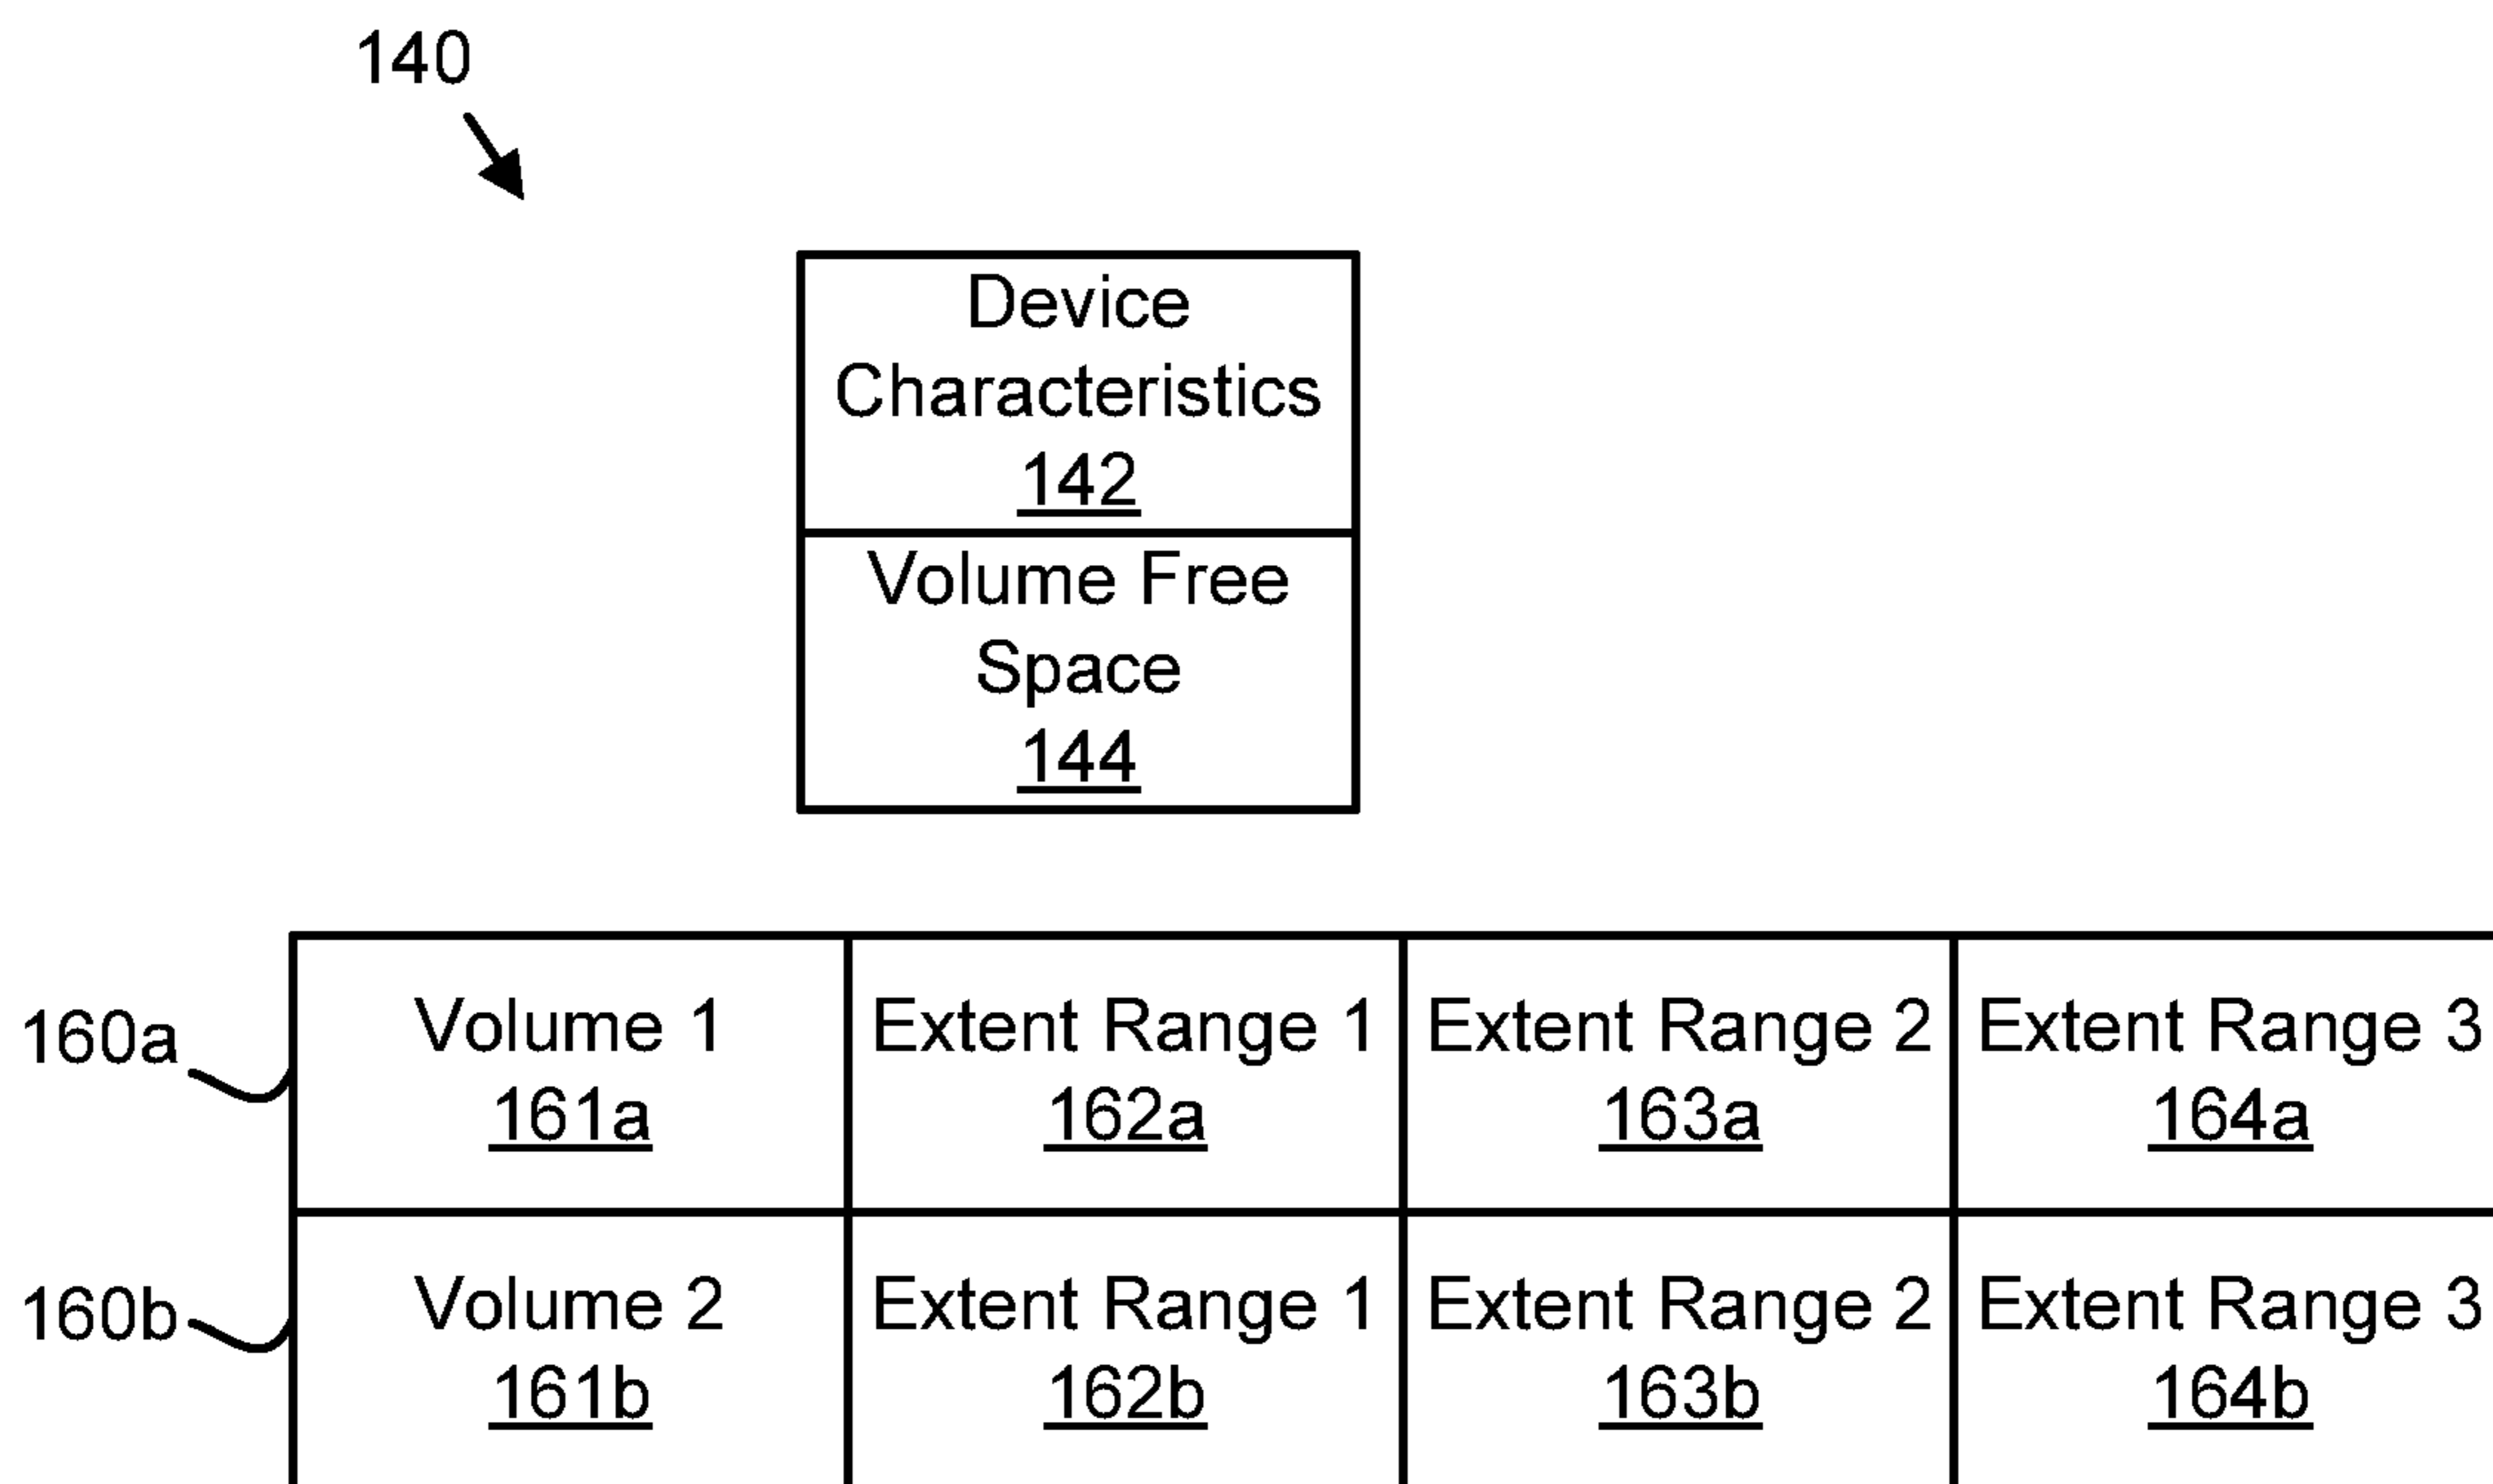 140
Device
Characteristics
142
Volume Free
Space
144
160a
Volume 1
161a
Extent Range 1
162a
Extent Range 2
163a
Extent Range 3
164a
160b
Volume 2
161b
Extent Range 1
162b
Extent Range 2
163b
Extent Range 3
164b